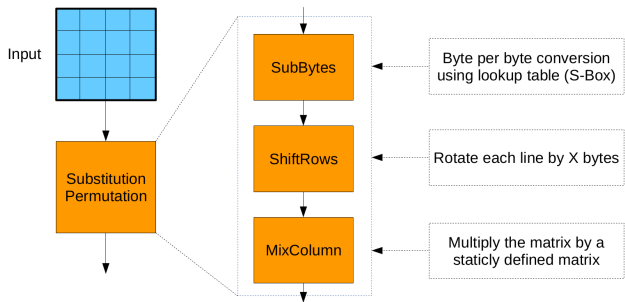 Input
Substitution
Permutation
SubBytes
ShiftRows
MixColumn
Byte per byte conversion
using lookup table (S-Box)
Rotate each line by X bytes
Multiply the matrix by a
staticly defined matrix